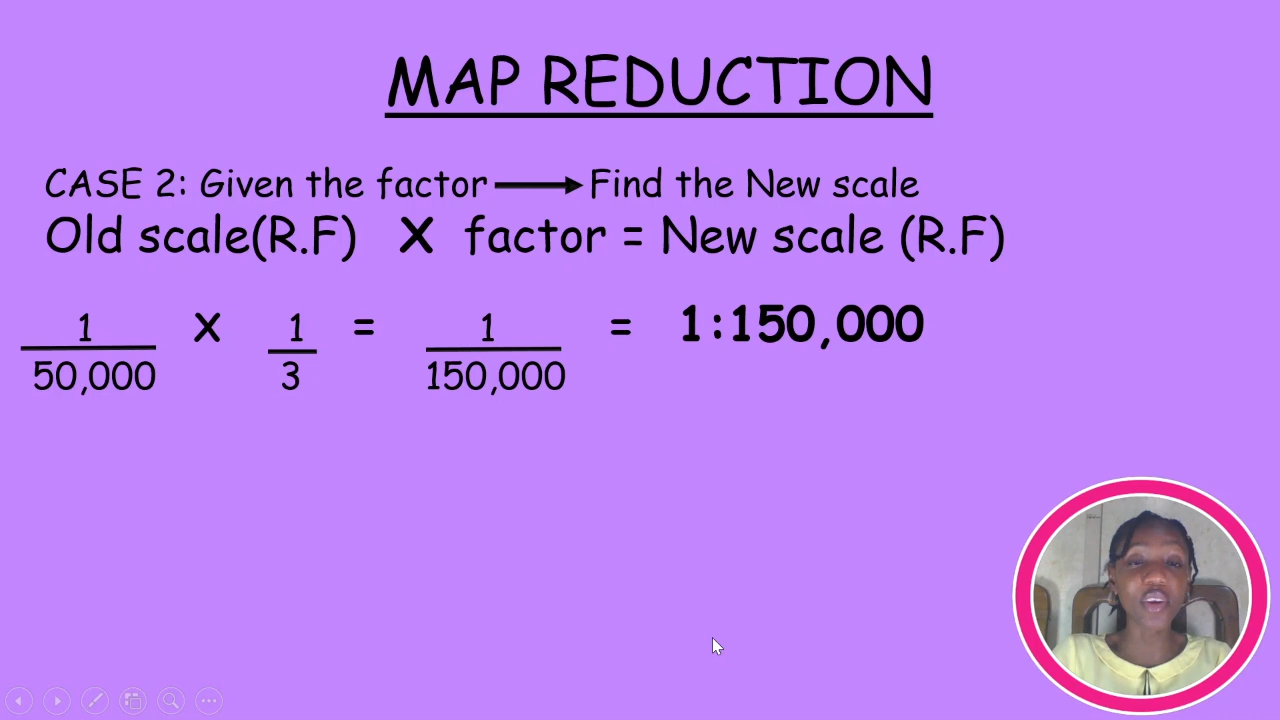 MAP REDUCTION
CASE 2: Given the factor → Find the New scale
Old scale(R.F) X factor = New scale (R.F)
1/50,000 x 1/3 = 1/150,000 = 1:150,000